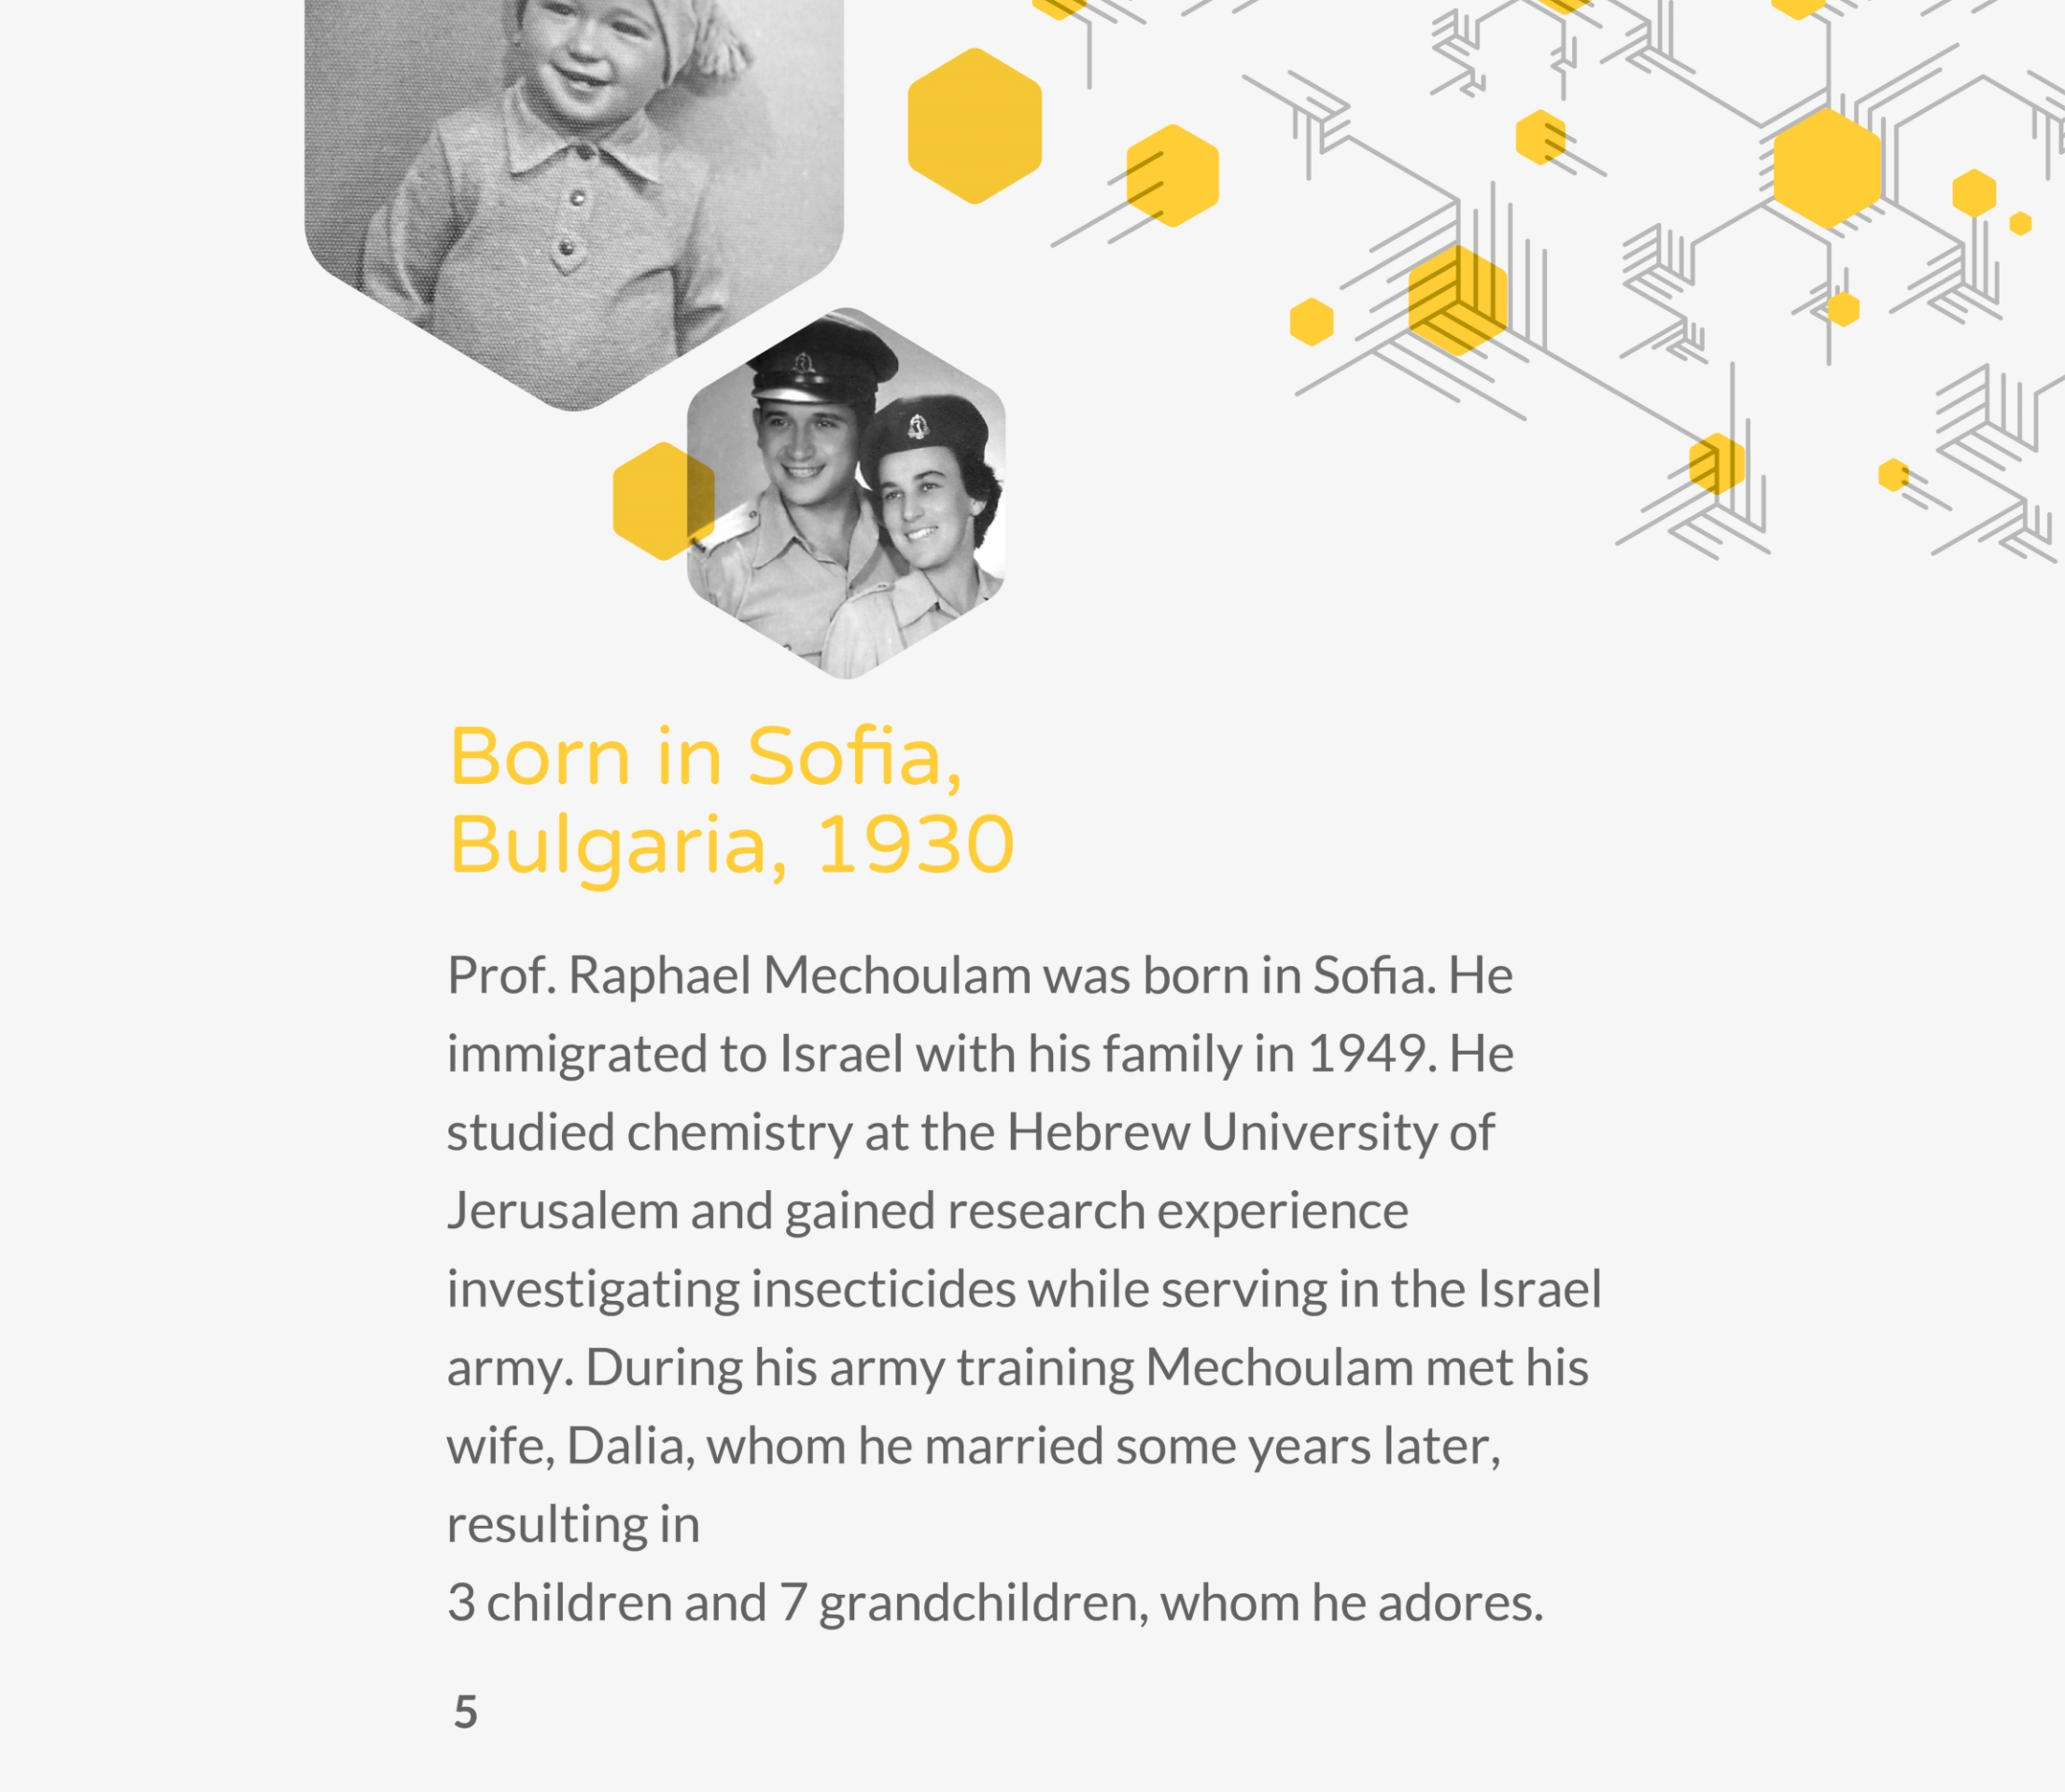 Born in Sofia,
Bulgaria, 1930
Prof. Raphael Mechoulam was born in Sofia. He
immigrated to Israel with his family in 1949. He
studied chemistry at the Hebrew University of
Jerusalem and gained research experience
investigating insecticides while serving in the Israel
army. During his army training Mechoulam met his
wife, Dalia, whom he married some years later,
resulting in
3 children and 7 grandchildren, whom he adores.
5